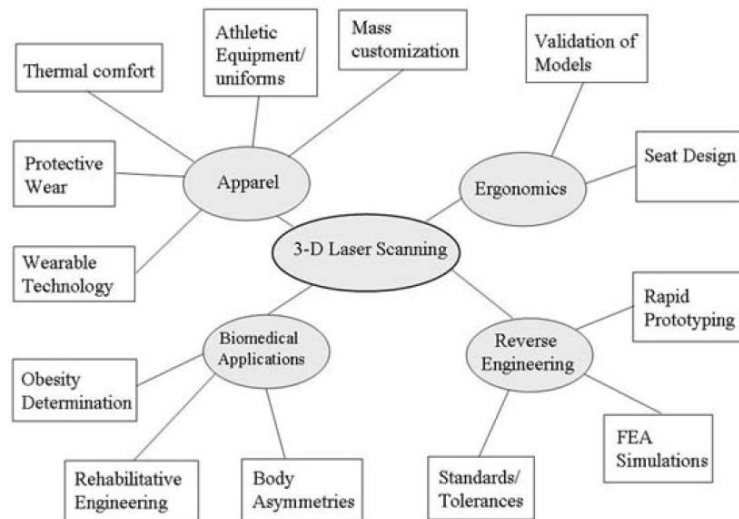 Thermal comfort
Athletic
Equipment/
uniforms
Mass
customization
Protective
Wear
Apparel
Wearable
Technology
Validation of
Models
Seat Design
Ergonomics
3-D Laser Scanning
Biomedical
Applications
Obesity
Determination
Rehabilitative
Engineering
Body
Asymmetries
Reverse
Engineering
Rapid
Prototyping
FEA
Simulations
Standards/
Tolerances